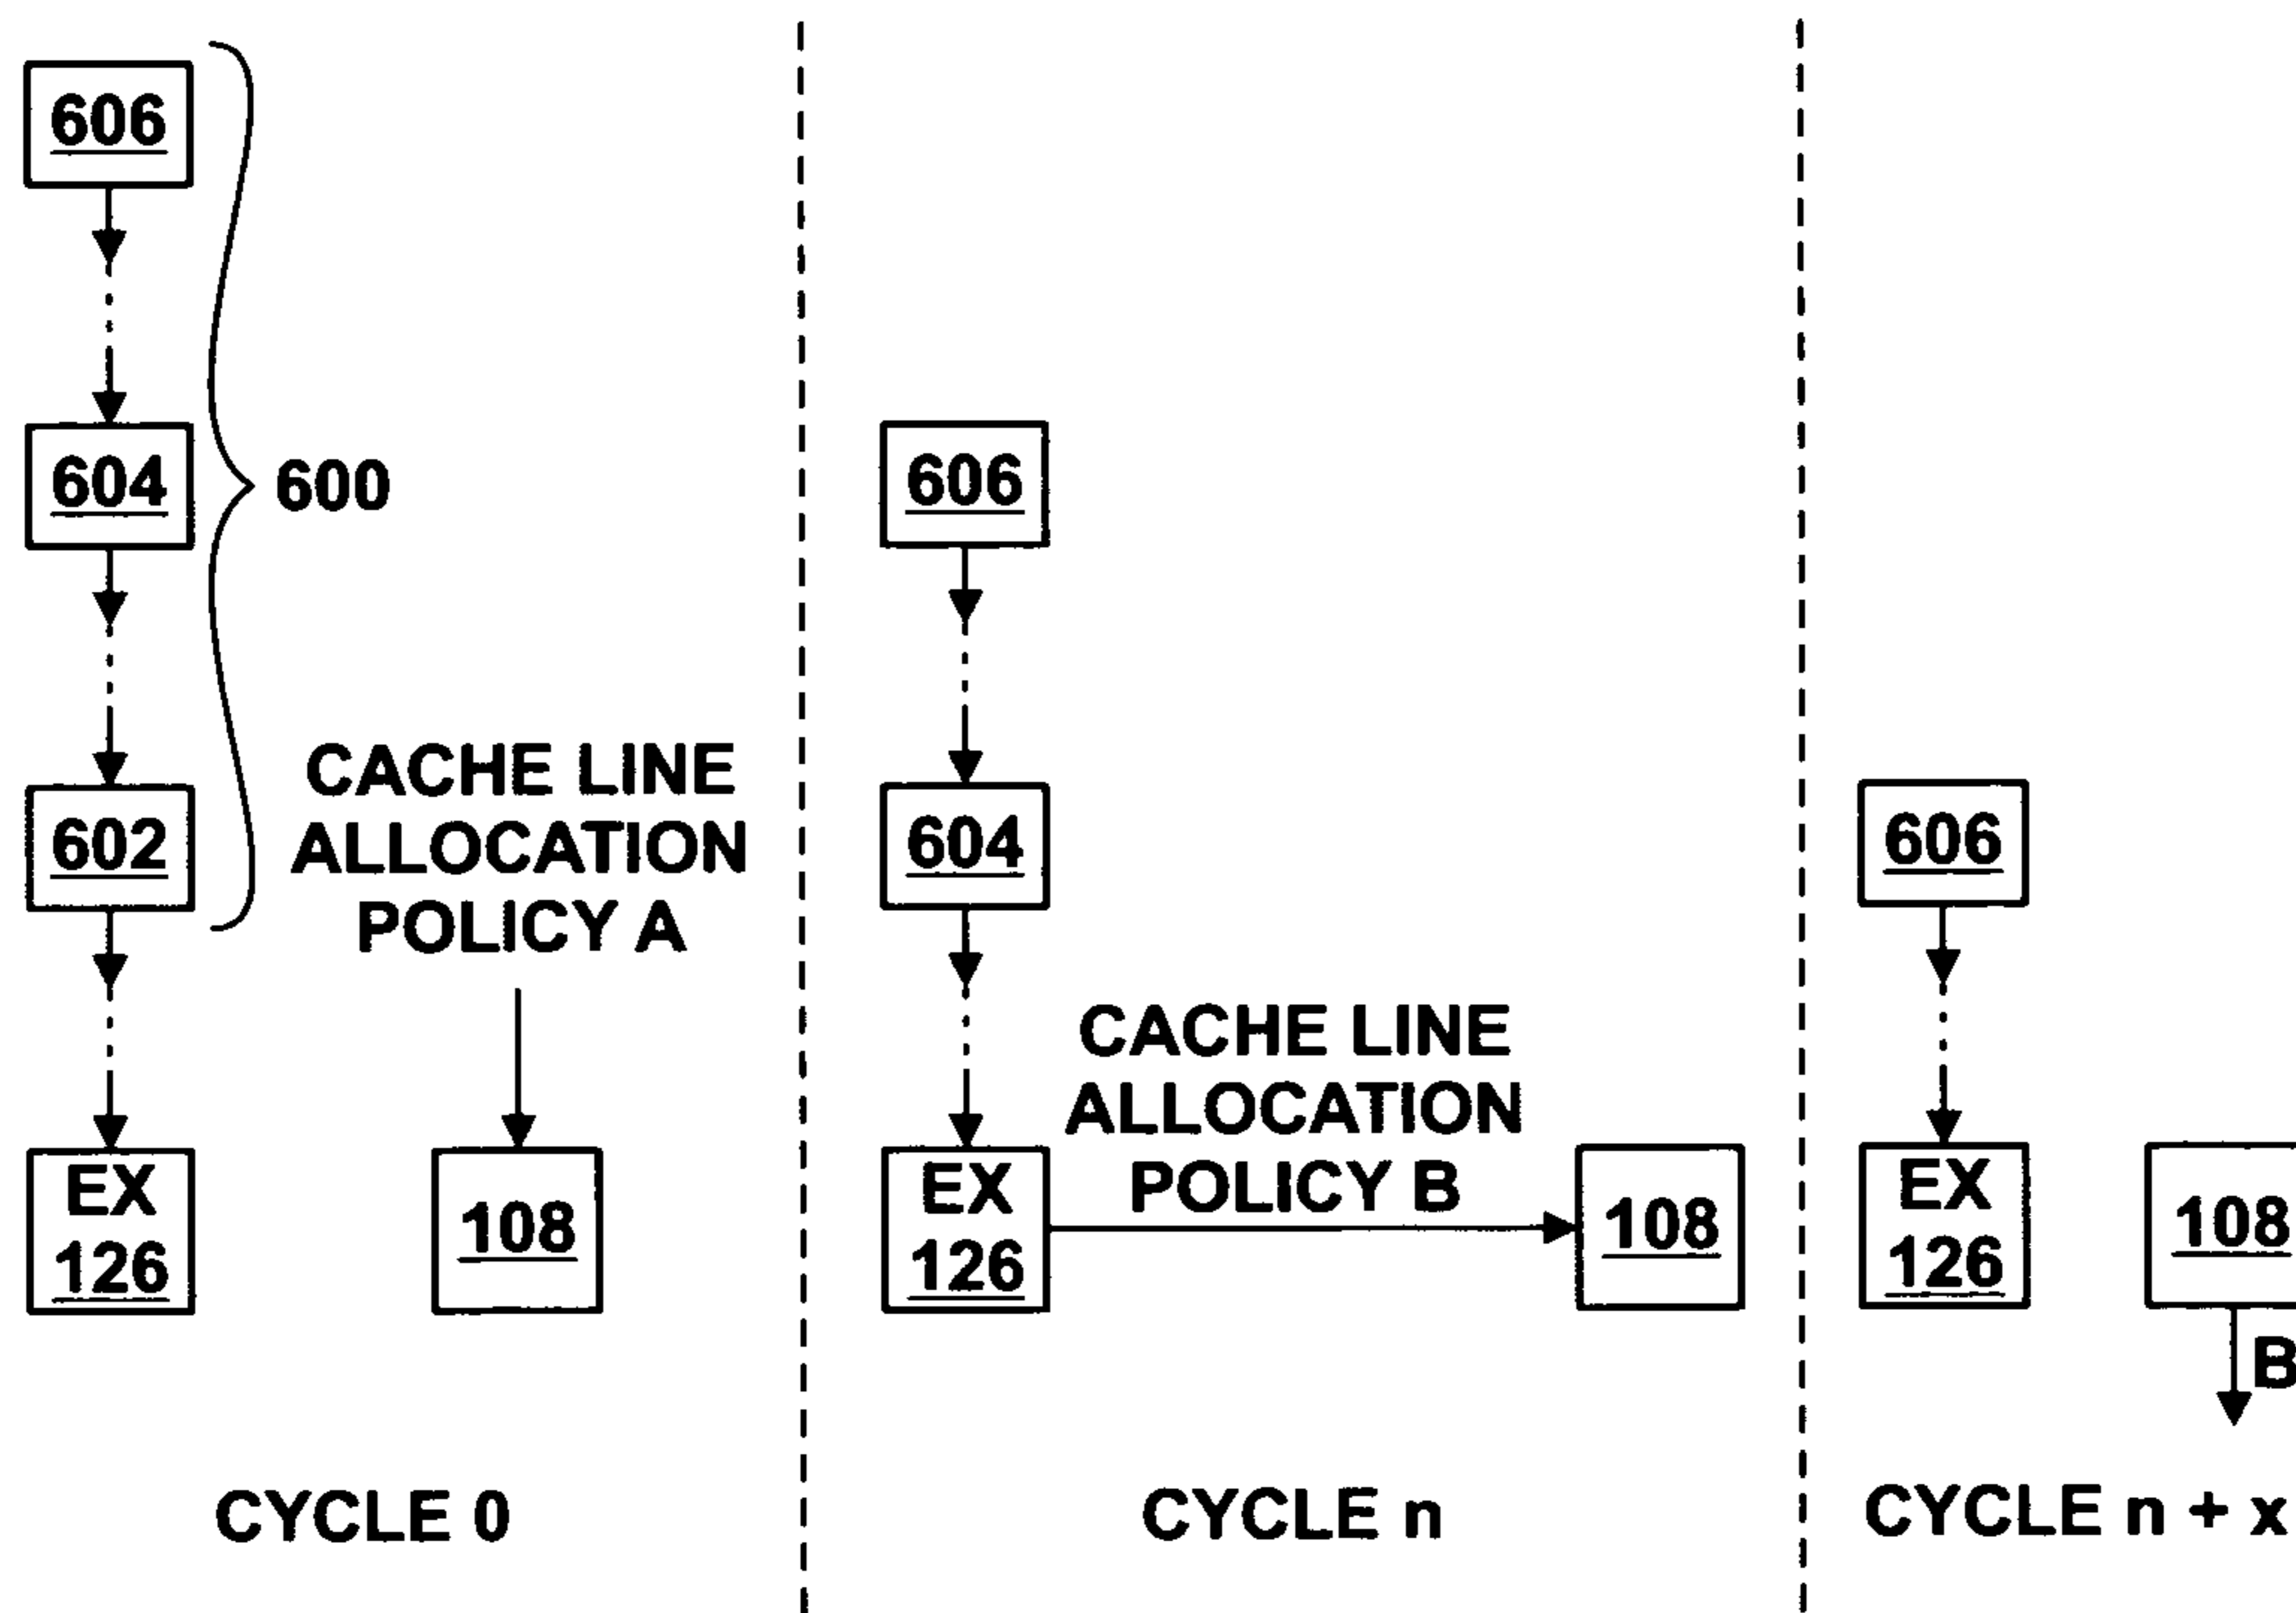 606
604
600
602
CACHE LINE
ALLOCATION
POLICY A
EX
126
108
CYCLE 0
606
604
CACHE LINE
ALLOCATION
POLICY B
EX
126
108
CYCLE n
606
EX
126
108
B
CYCLE n + x